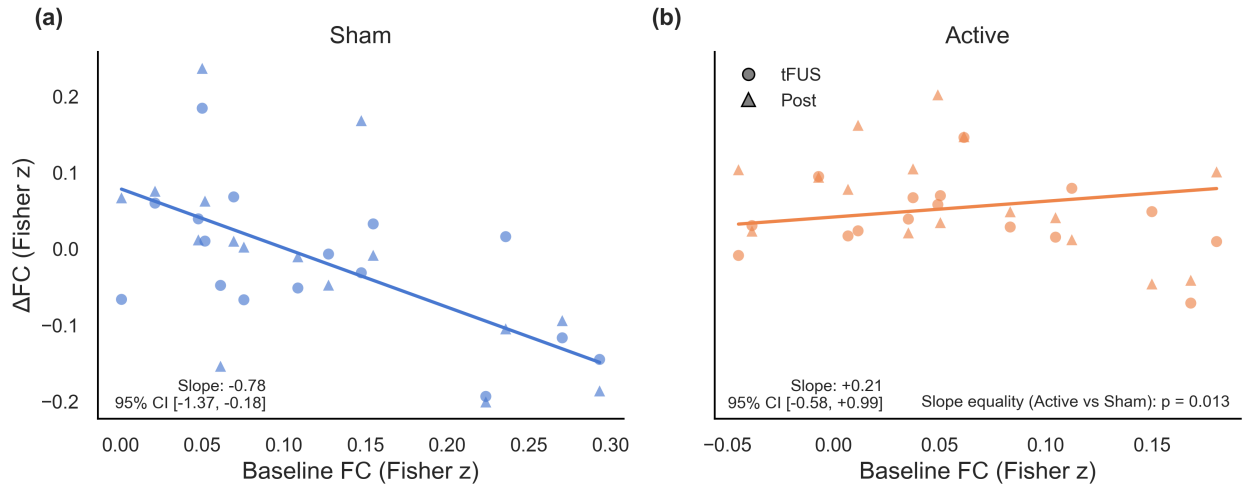 (a)
Sham
ΔFC (Fisher z)
0.2
0.1
0.0
−0.1
−0.2
Slope: -0.78
95% CI [-1.37, -0.18]
0.00 0.05 0.10 0.15 0.20 0.25 0.30
Baseline FC (Fisher z)
(b)
Active
tFUS
Post
Slope: +0.21
95% CI [-0.58, +0.99]
Slope equality (Active vs Sham): p = 0.013
−0.05 0.00 0.05 0.10 0.15
Baseline FC (Fisher z)